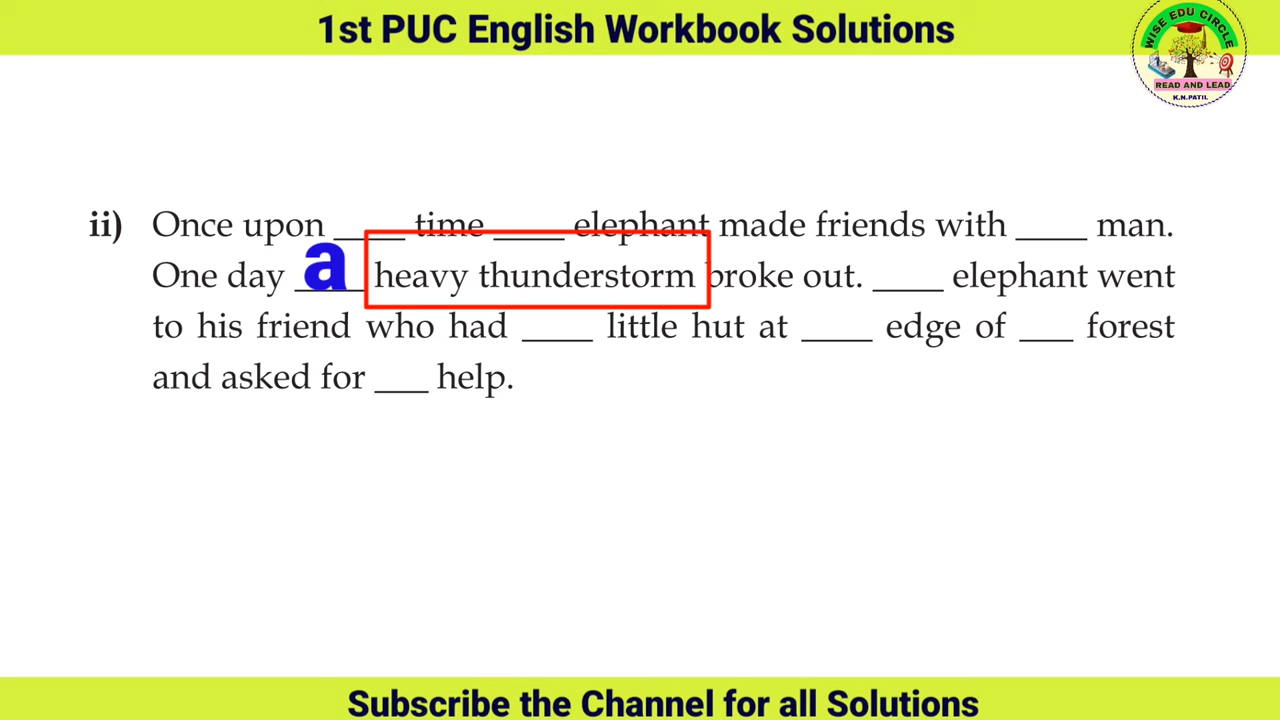 1st PUC English Workbook Solutions
WISE EDU CIRCLE
READ AND LEAD
K.N.PATIL
ii) Once upon ____ time ____ elephant made friends with ____ man.
One day a heavy thunderstorm broke out. ____ elephant went
to his friend who had ____ little hut at ____ edge of ___ forest
and asked for ___ help.
Subscribe the Channel for all Solutions